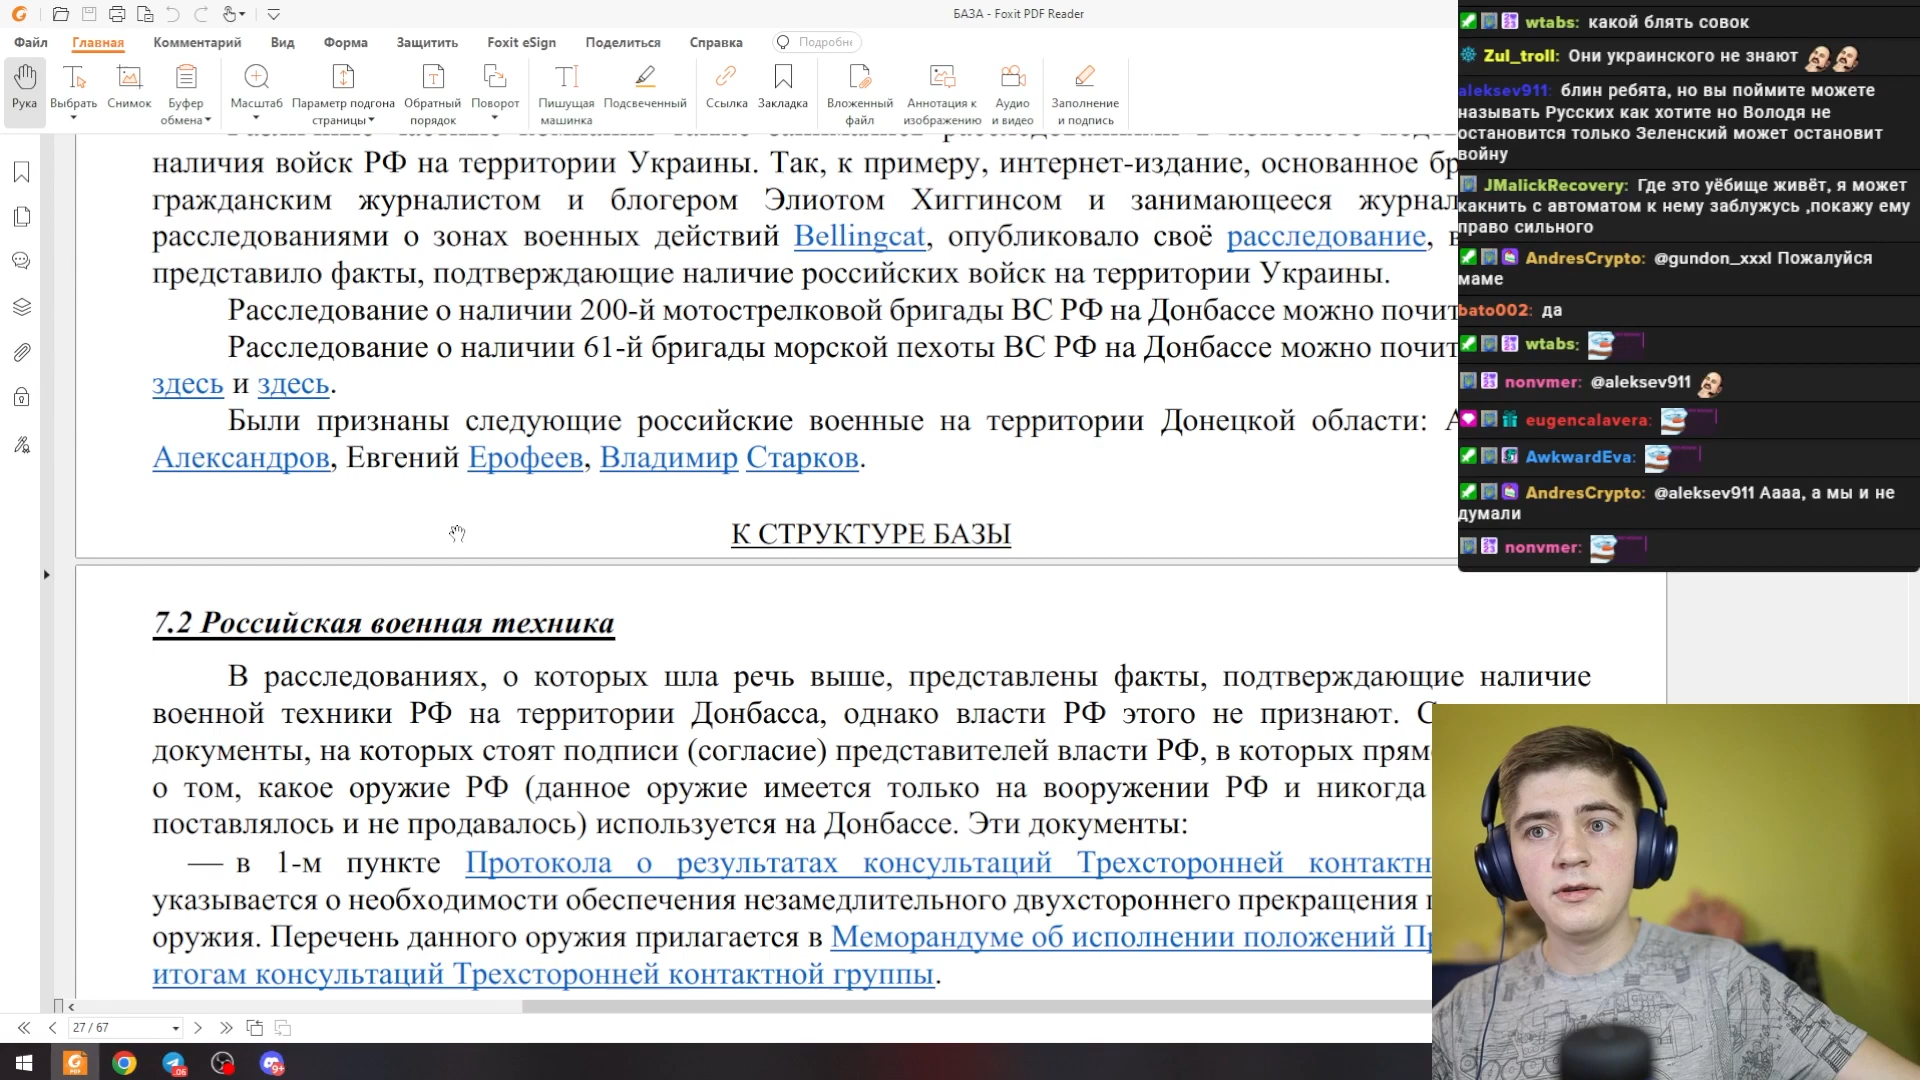 БАЗА - Foxit PDF Reader
Файл Главная Комментарий Вид Форма Защитить Foxit eSign Поделиться Справка Подробн
Рука Выбрать Снимок Буфер обмена Масштаб Параметр подгона страницы Обратный порядок Поворот Пишущая машинка Подсвеченный Ссылка Закладка Вложенный файл Аннотация к изображению Аудио и видео Заполнение и подпись
наличия войск РФ на территории Украины. Так, к примеру, интернет-издание, основанное бр
гражданским журналистом и блогером Элиотом Хиггинсом и занимающееся журнал
расследованиями о зонах военных действий Bellingcat, опубликовало своё расследование, в
представило факты, подтверждающие наличие российских войск на территории Украины.
Расследование о наличии 200-й мотострелковой бригады ВС РФ на Донбассе можно почит
Расследование о наличии 61-й бригады морской пехоты ВС РФ на Донбассе можно почит
здесь и здесь.
Были признаны следующие российские военные на территории Донецкой области: А
Александров, Евгений Ерофеев, Владимир Старков.
К СТРУКТУРЕ БАЗЫ
7.2 Российская военная техника
В расследованиях, о которых шла речь выше, представлены факты, подтверждающие наличие
военной техники РФ на территории Донбасса, однако власти РФ этого не признают. С
документы, на которых стоят подписи (согласие) представителей власти РФ, в которых прям
о том, какое оружие РФ (данное оружие имеется только на вооружении РФ и никогда
поставлялось и не продавалось) используется на Донбассе. Эти документы:
— в 1-м пункте Протокола о результатах консультаций Трехсторонней контактн
указывается о необходимости обеспечения незамедлительного двухстороннего прекращения п
оружия. Перечень данного оружия прилагается в Меморандуме об исполнении положений Пр
итогам консультаций Трехсторонней контактной группы.
27 / 67
wtabs: какой блять совок
Zul_troll: Они украинского не знают
aleksev911: блин ребята, но вы поймите можете
называть Русских как хотите но Володя не
остановится только Зеленский может остановит
войну
JMalickRecovery: Где это уёбище живёт, я может
какнить с автоматом к нему заблужусь ,покажу ему
право сильного
AndresCrypto: @gundon_xxxl Пожалуйся
маме
bato002: да
wtabs:
nonvmer: @aleksev911
eugencalavera:
AwkwardEva:
AndresCrypto: @aleksev911 Аааа, а мы и не
думали
nonvmer: